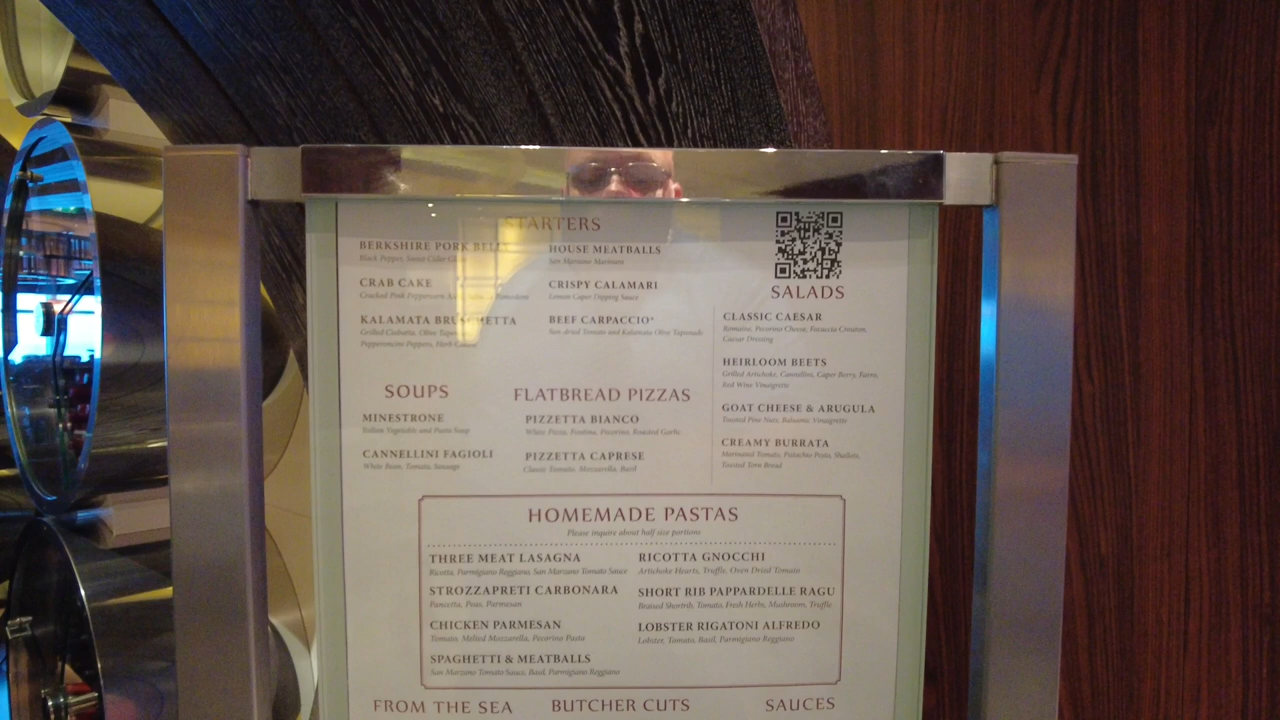 STARTERS
BERKSHIRE PORK BELLY
Black Pepper, Sweet Cider Glaze
CRAB CAKE
Cracked Pink Peppercorn
KALAMATA BRUSCHETTA
Grilled Ciabatta, Olive
Pepperoncini Peppers, Herb
HOUSE MEATBALLS
San Marzano Marinara
CRISPY CALAMARI
Lemon Caper Dipping Sauce
BEEF CARPACCIO*
Sun-dried Tomato and Kalamata Olive Tapenade
SALADS
CLASSIC CAESAR
Romaine, Pecorino Cheese, Focaccia Crouton,
Caesar Dressing
HEIRLOOM BEETS
Grilled Artichoke, Cannellini, Caper Berry, Farro,
Red Wine Vinaigrette
GOAT CHEESE & ARUGULA
Toasted Pine Nuts, Balsamic Vinaigrette
CREAMY BURRATA
Marinated Tomato, Pistachio Pesto, Shallots,
Toasted Torn Bread
SOUPS
MINESTRONE
Italian Vegetable and Pasta Soup
CANNELLINI FAGIOLI
White Bean, Tomato, Sausage
FLATBREAD PIZZAS
PIZZETTA BIANCO
White Pizza, Fontina, Pecorino, Roasted Garlic
PIZZETTA CAPRESE
Classic Tomato, Mozzarella, Basil
HOMEMADE PASTAS
Please inquire about half size portions
THREE MEAT LASAGNA
Ricotta, Parmigiano Reggiano, San Marzano Tomato Sauce
STROZZAPRETI CARBONARA
Pancetta, Peas, Parmesan
CHICKEN PARMESAN
Tomato, Melted Mozzarella, Pecorino Pasta
SPAGHETTI & MEATBALLS
San Marzano Tomato Sauce, Basil, Parmigiano Reggiano
RICOTTA GNOCCHI
Artichoke Hearts, Truffle, Oven Dried Tomato
SHORT RIB PAPPARDELLE RAGU
Braised Shortrib, Tomato, Fresh Herbs, Mushroom, Truffle
LOBSTER RIGATONI ALFREDO
Lobster, Tomato, Basil, Parmigiano Reggiano
FROM THE SEA
BUTCHER CUTS
SAUCES